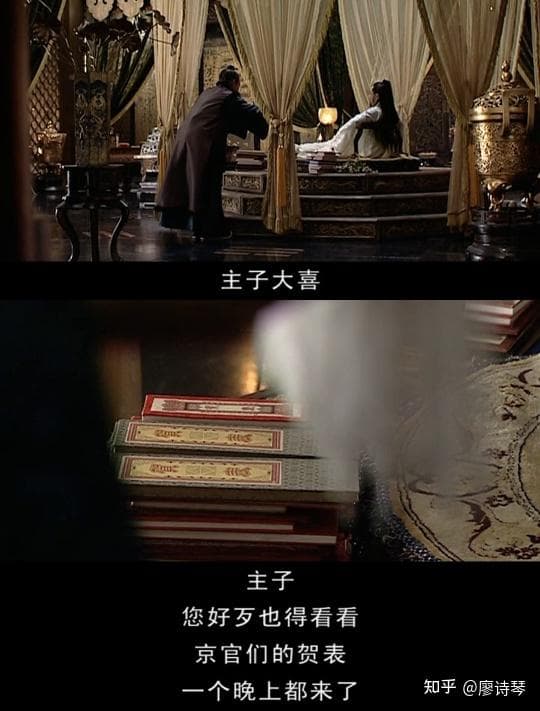 主子大喜
主子
您好歹也得看看
京官们的贺表
一个晚上都来了
知乎 @廖诗琴